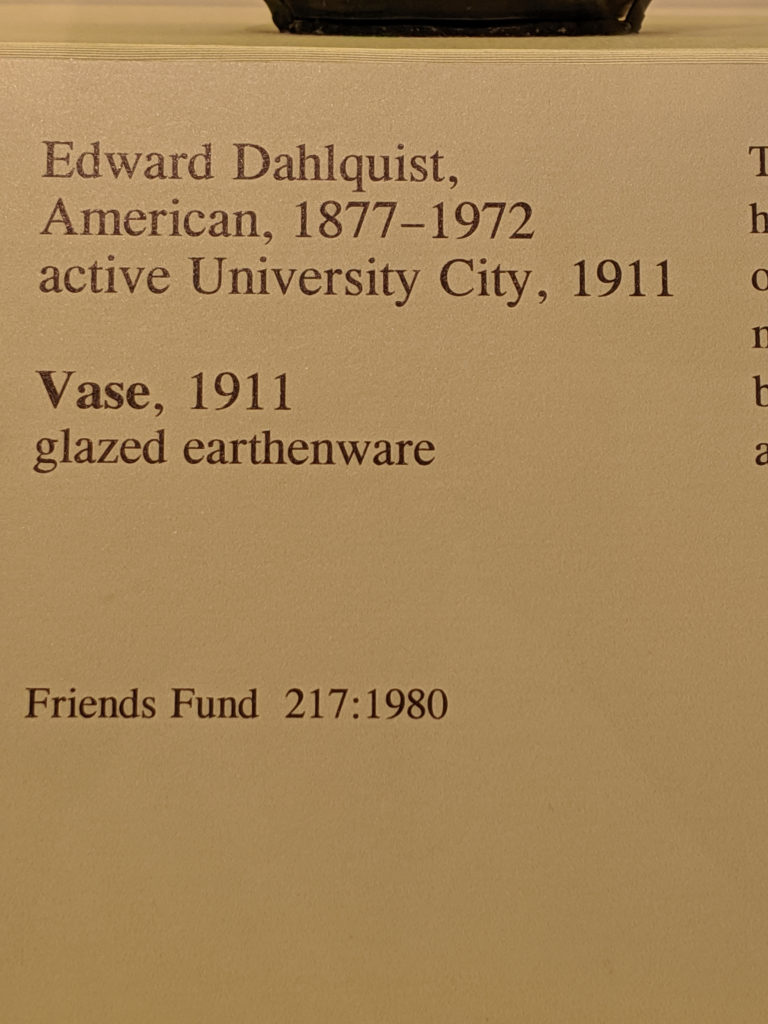 Edward Dahlquist,
American, 1877–1972
active University City, 1911
Vase, 1911
glazed earthenware
Friends Fund 217:1980